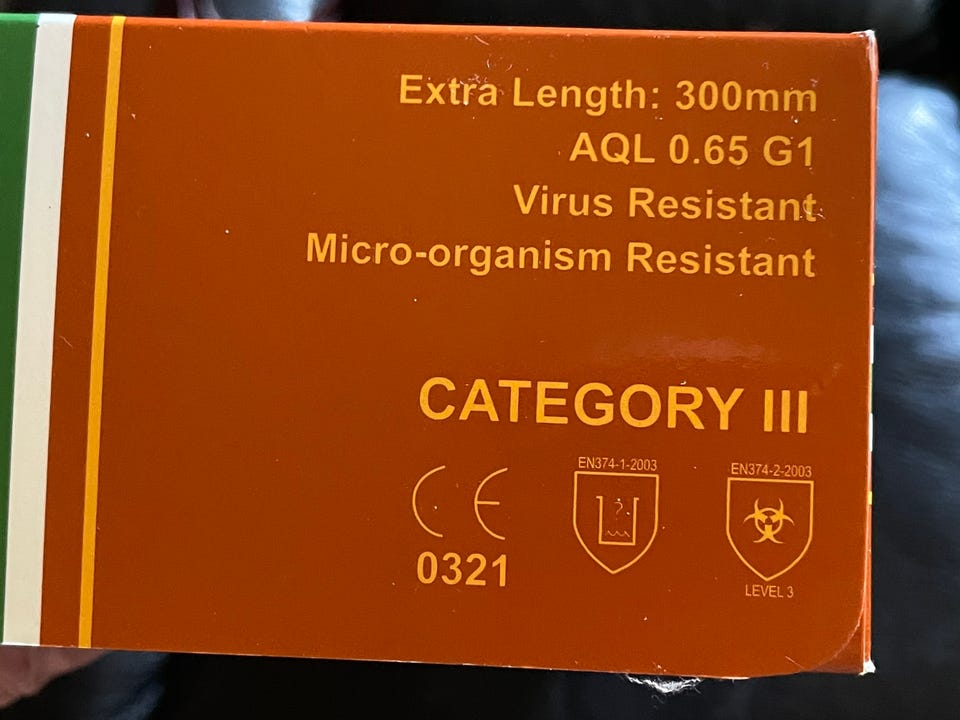 Extra Length: 300mm
AQL 0.65 G1
Virus Resistant
Micro-organism Resistant
CATEGORY III
CE
0321
EN374-1-2003
?
EN374-2-2003
LEVEL 3